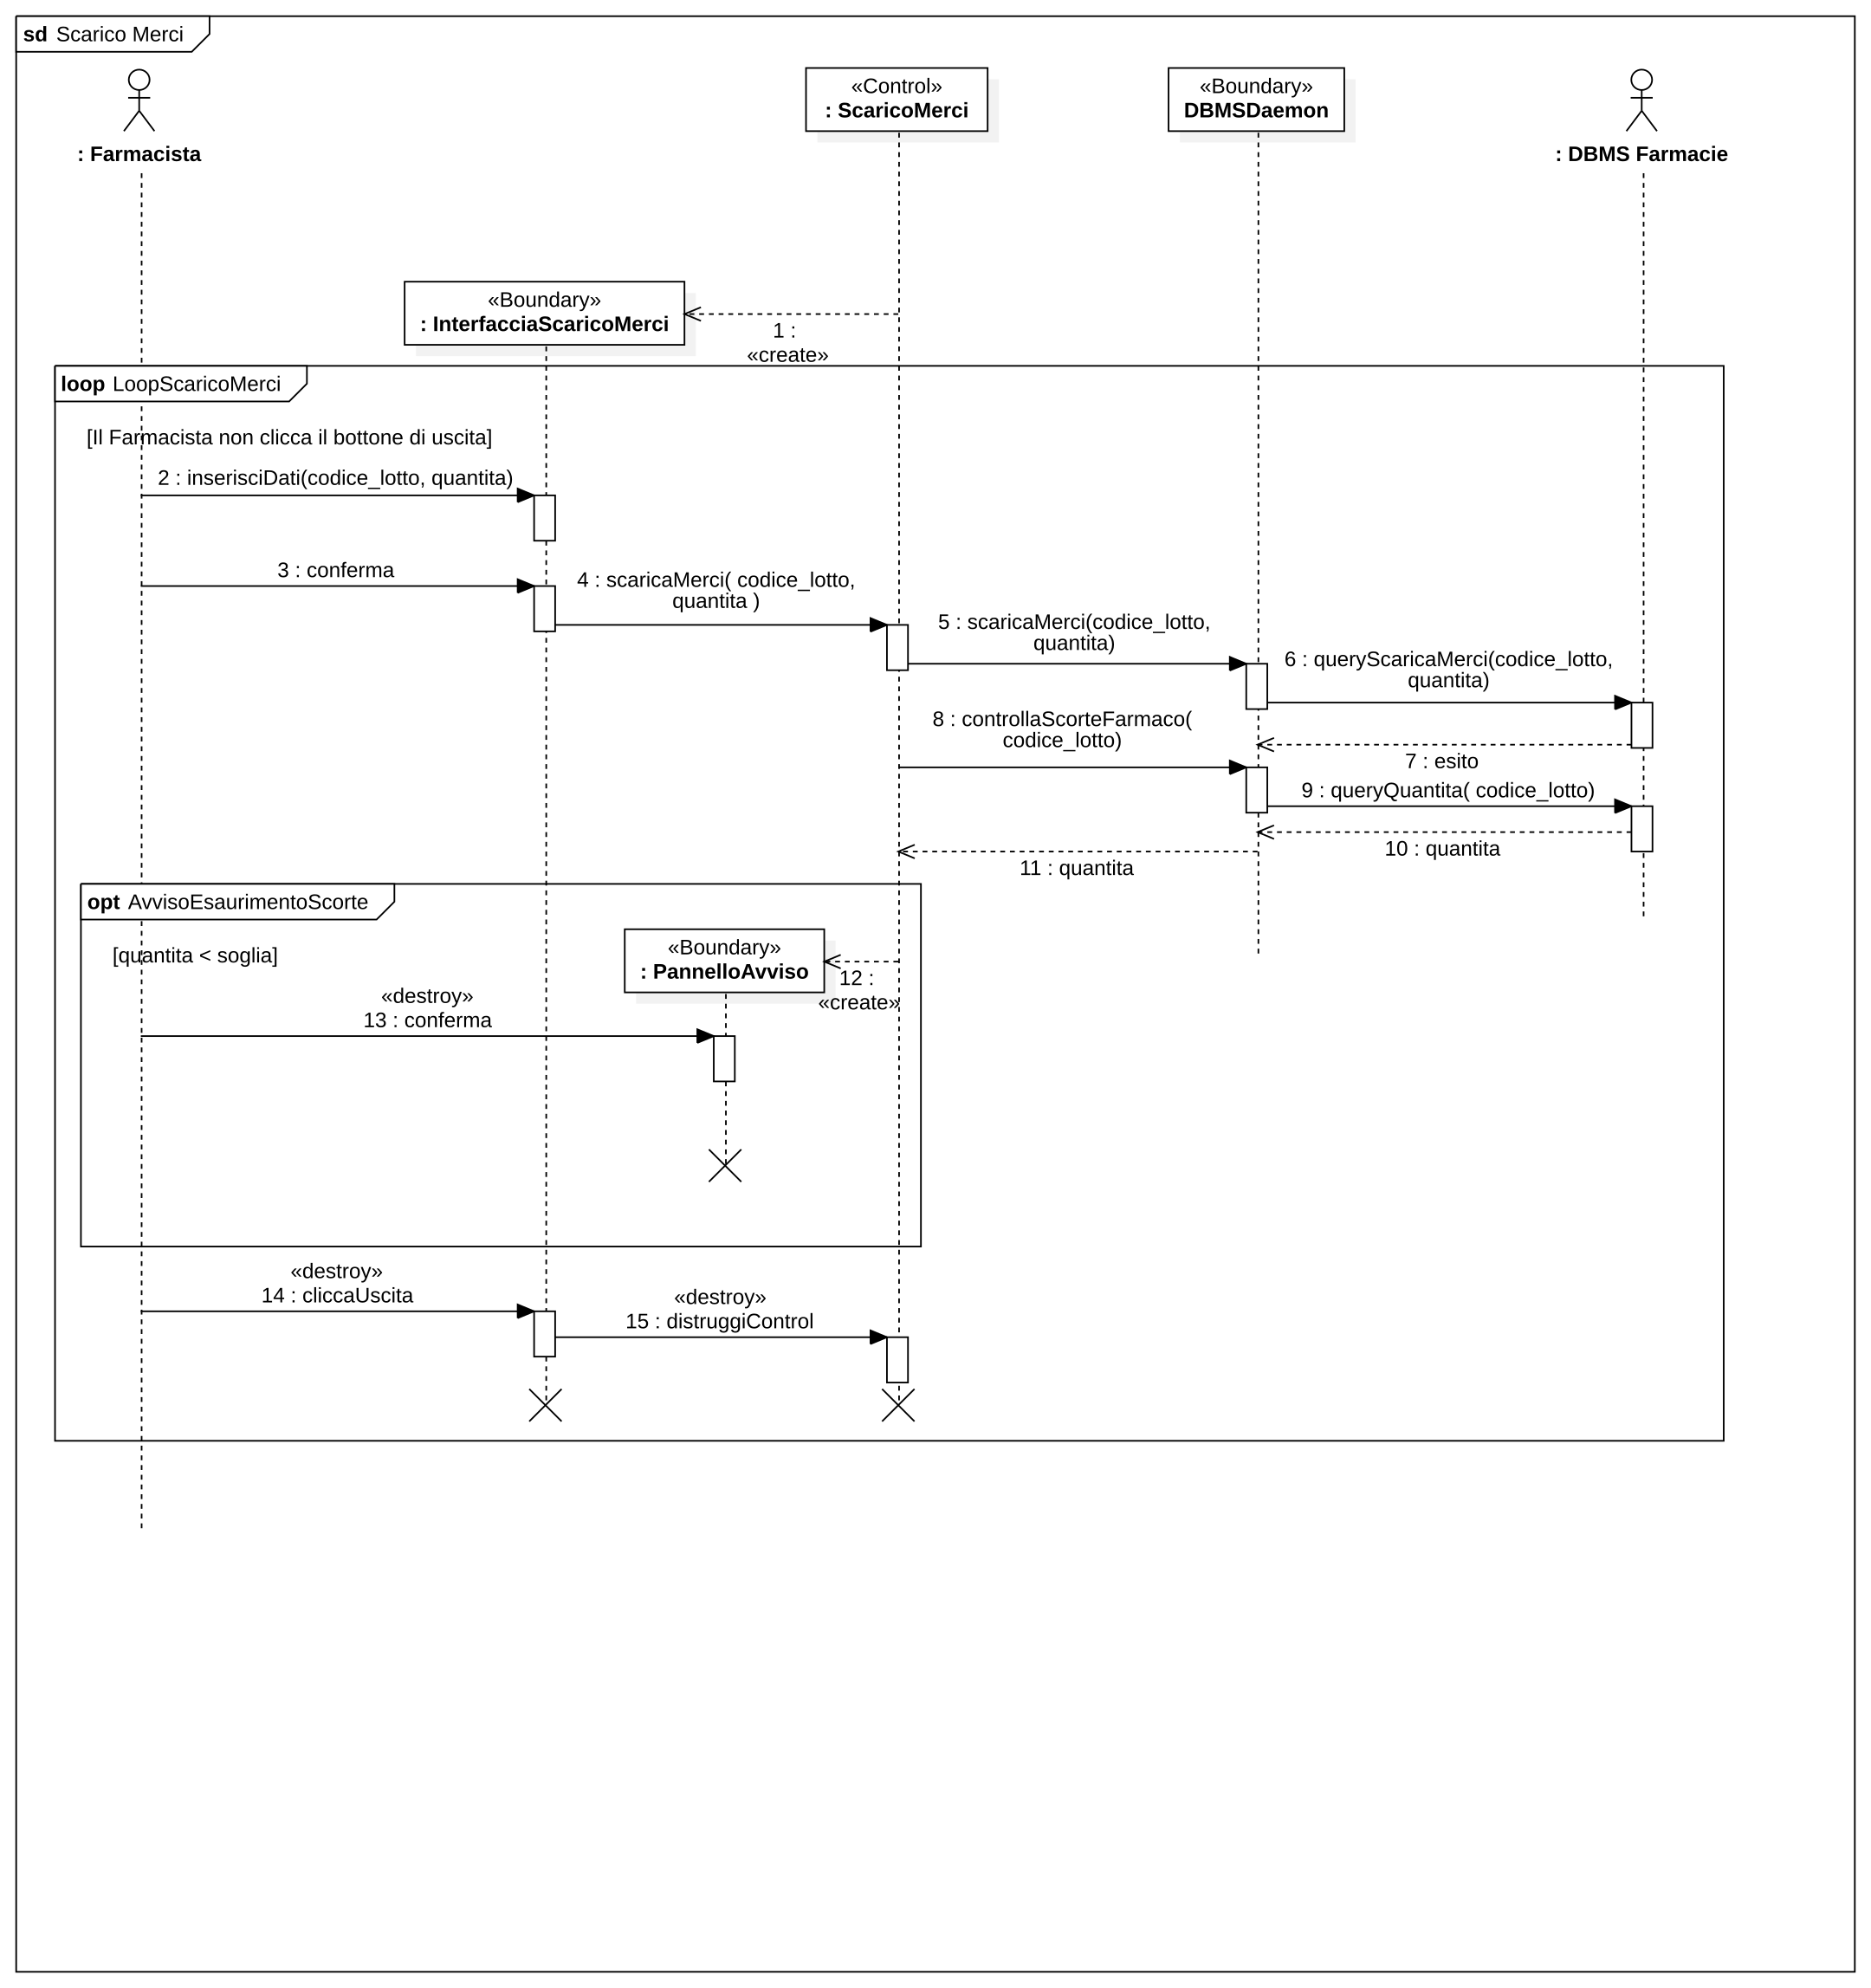 sd Scarico Merci
: Farmacista
«Control»
: ScaricoMerci
«Boundary»
DBMSDaemon
: DBMS Farmacie
«Boundary»
: InterfacciaScaricoMerci
1 :
«create»
loop LoopScaricoMerci
[Il Farmacista non clicca il bottone di uscita]
2 : inserisciDati(codice_lotto, quantita)
3 : conferma
4 : scaricaMerci( codice_lotto,
quantita )
5 : scaricaMerci(codice_lotto,
quantita)
6 : queryScaricaMerci(codice_lotto,
quantita)
7 : esito
8 : controllaScorteFarmaco(
codice_lotto)
9 : queryQuantita( codice_lotto)
10 : quantita
11 : quantita
opt AvvisoEsaurimentoScorte
[quantita < soglia]
«Boundary»
: PannelloAvviso
12 :
«create»
«destroy»
13 : conferma
«destroy»
14 : cliccaUscita
«destroy»
15 : distruggiControl